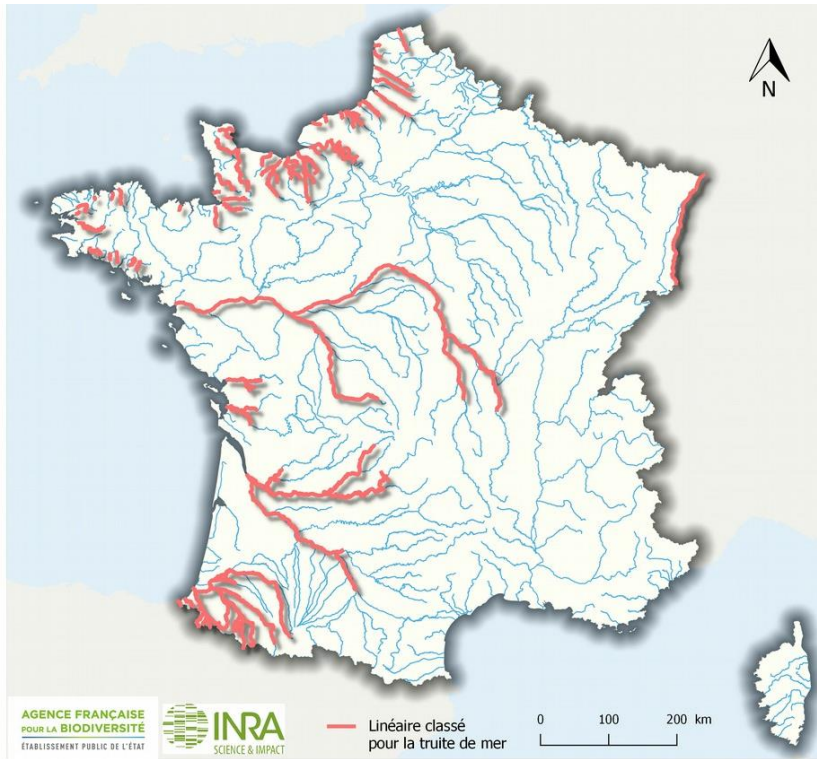 N
AGENCE FRANÇAISE
POUR LA BIODIVERSITÉ
ÉTABLISSEMENT PUBLIC DE L'ÉTAT
INRA
SCIENCE & IMPACT
Linéaire classé
pour la truite de mer
0 100 200 km